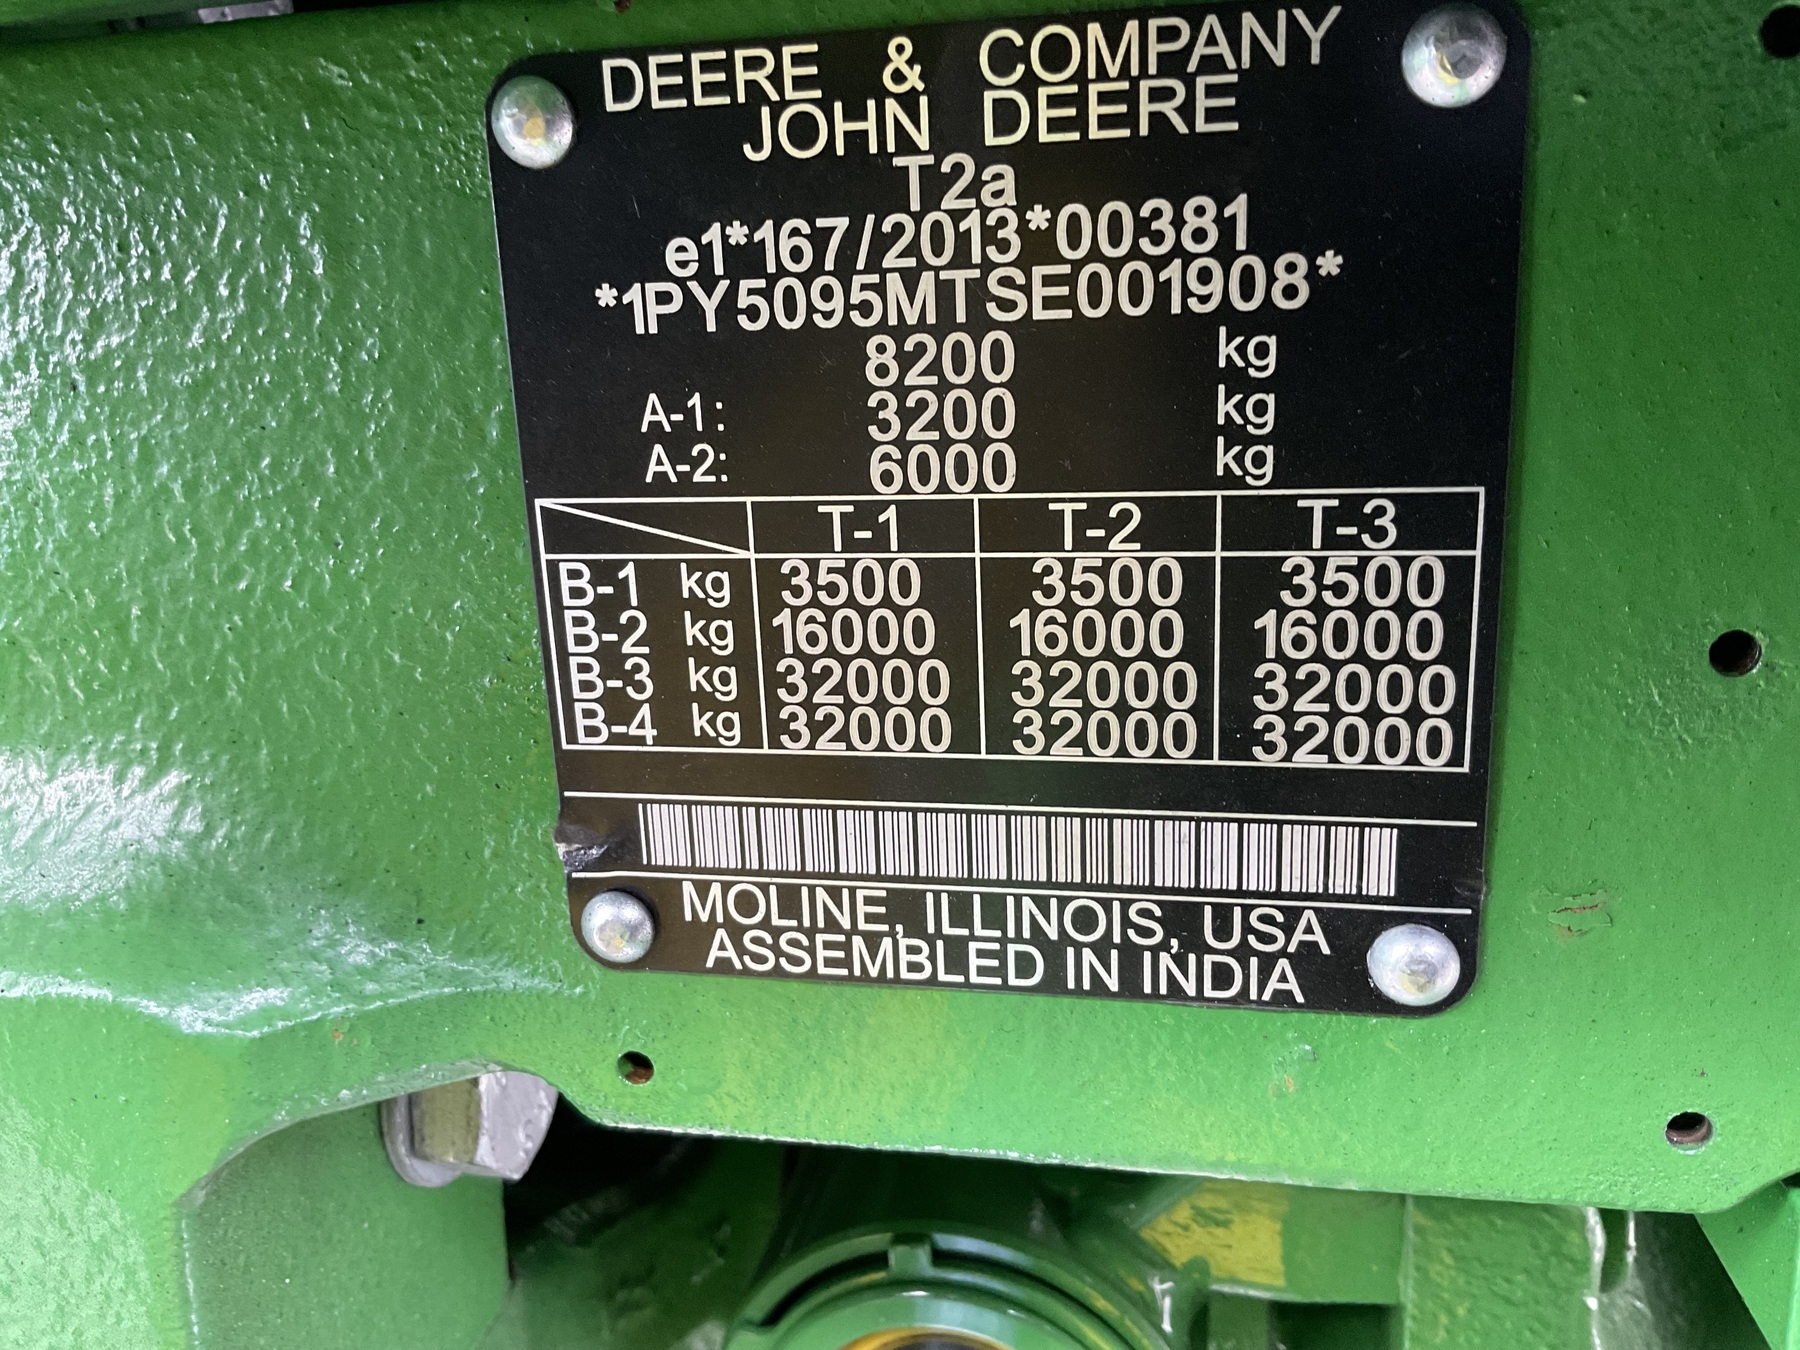 DEERE & COMPANY
JOHN DEERE
T2a
e1*167/2013*00381
*1PY5095MTSE001908*
8200 kg
A-1: 3200 kg
A-2: 6000 kg
T-1 T-2 T-3
B-1 kg 3500 3500 3500
B-2 kg 16000 16000 16000
B-3 kg 32000 32000 32000
B-4 kg 32000 32000 32000
MOLINE, ILLINOIS, USA
ASSEMBLED IN INDIA